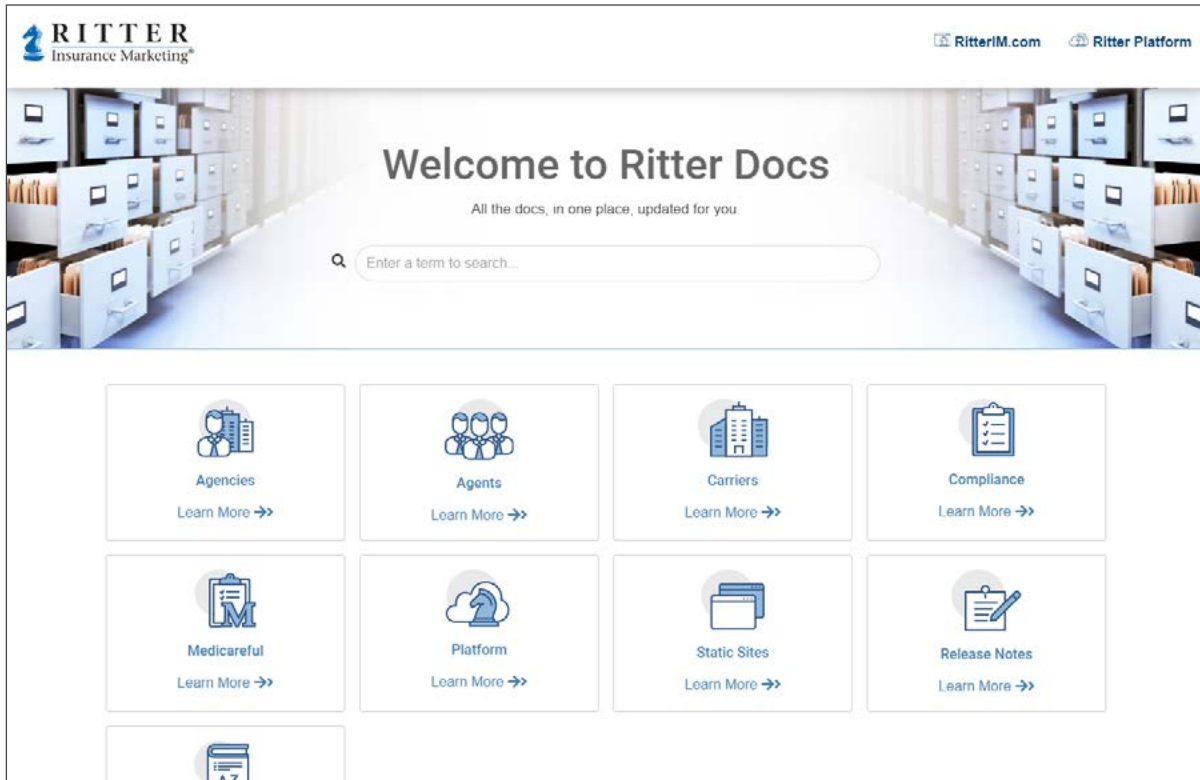 RITTER
Insurance Marketing®
RitterIM.com
Ritter Platform
Welcome to Ritter Docs
All the docs, in one place, updated for you.
Enter a term to search...
Agencies
Learn More
Agents
Learn More
Carriers
Learn More
Compliance
Learn More
M
Medicareful
Learn More
Platform
Learn More
Static Sites
Learn More
Release Notes
Learn More
A-Z